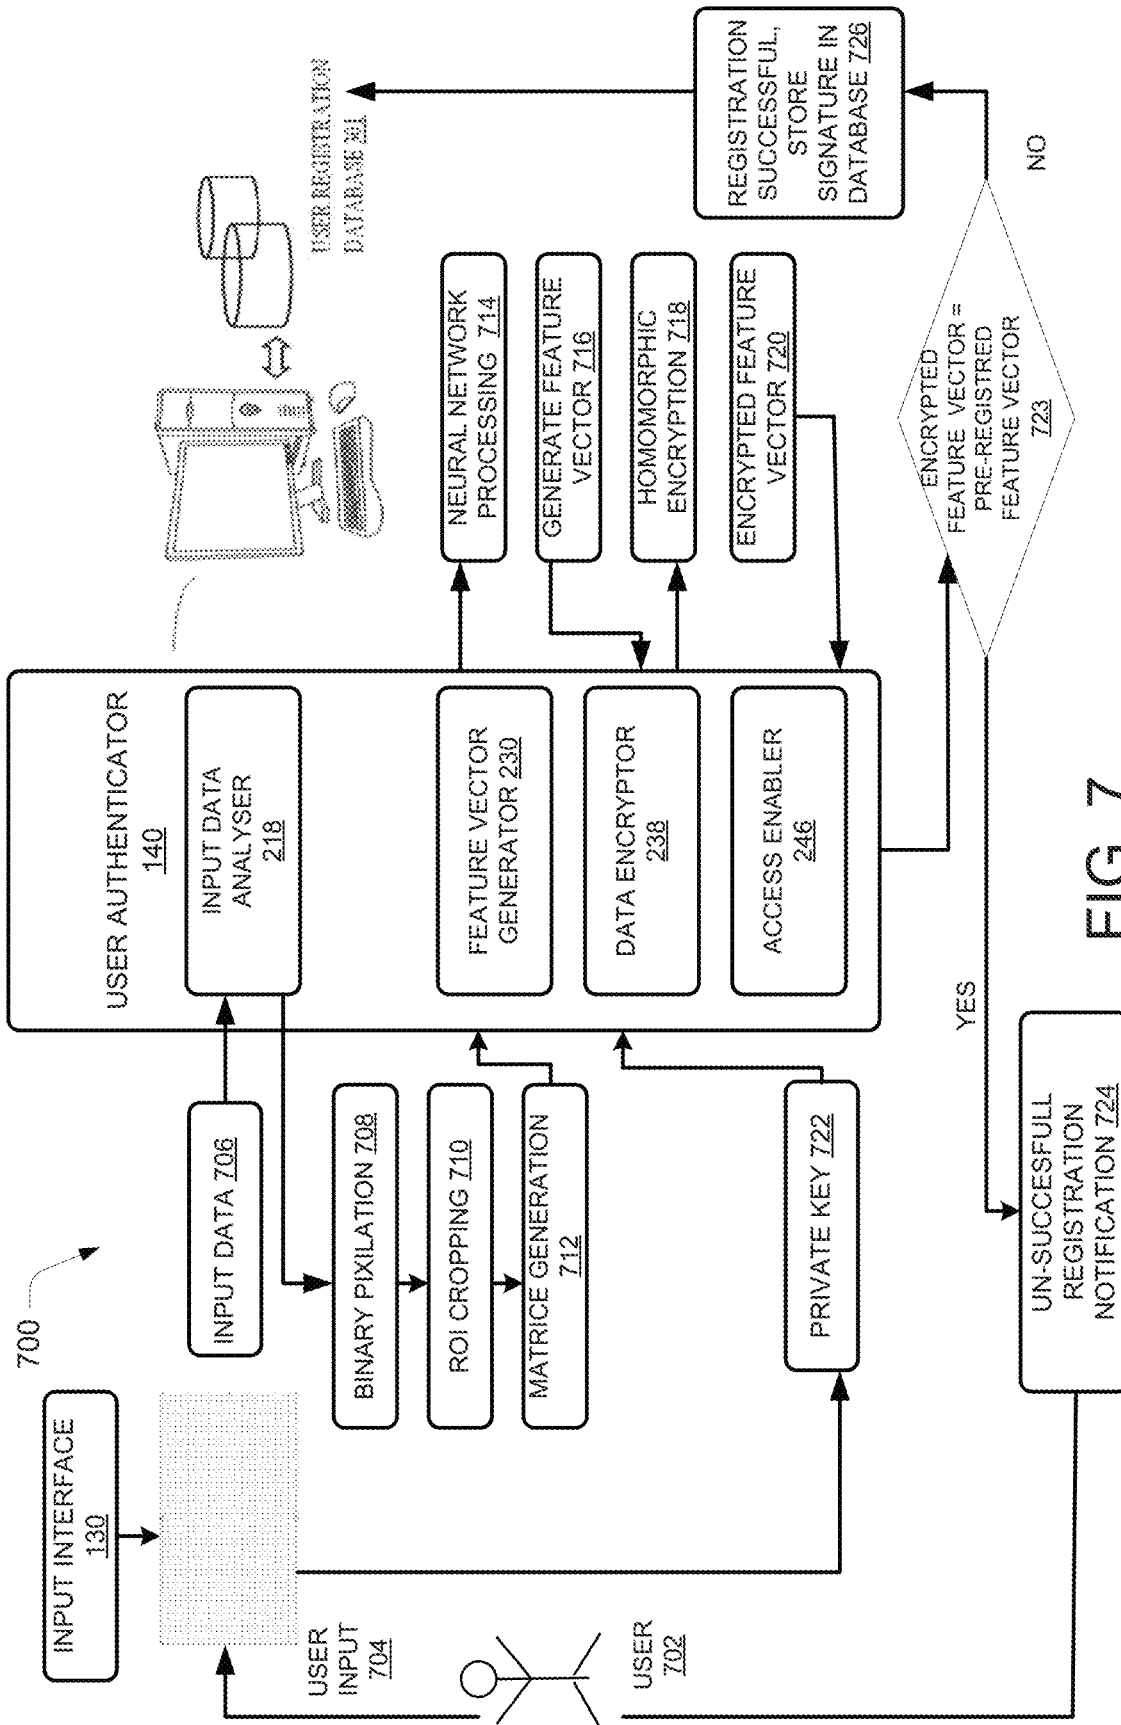 700
INPUT INTERFACE
130
USER
INPUT
704
USER
702
INPUT DATA 706
BINARY PIXILATION 708
ROI CROPPING 710
MATRICE GENERATION
712
PRIVATE KEY 722
USER AUTHENTICATOR
140
INPUT DATA
ANALYSER
218
FEATURE VECTOR
GENERATOR 230
DATA ENCRYPTOR
238
ACCESS ENABLER
246
NEURAL NETWORK
PROCESSING 714
GENERATE FEATURE
VECTOR 716
HOMOMORPHIC
ENCRYPTION 718
ENCRYPTED FEATURE
VECTOR 720
USER REGISTRATION
DATABASE 301
ENCRYPTED
FEATURE VECTOR =
PRE-REGISTRED
FEATURE VECTOR
723
YES
NO
UN-SUCCESFULL
REGISTRATION
NOTIFICATION 724
REGISTRATION
SUCCESSFUL,
STORE
SIGNATURE IN
DATABASE 726
FIG. 7